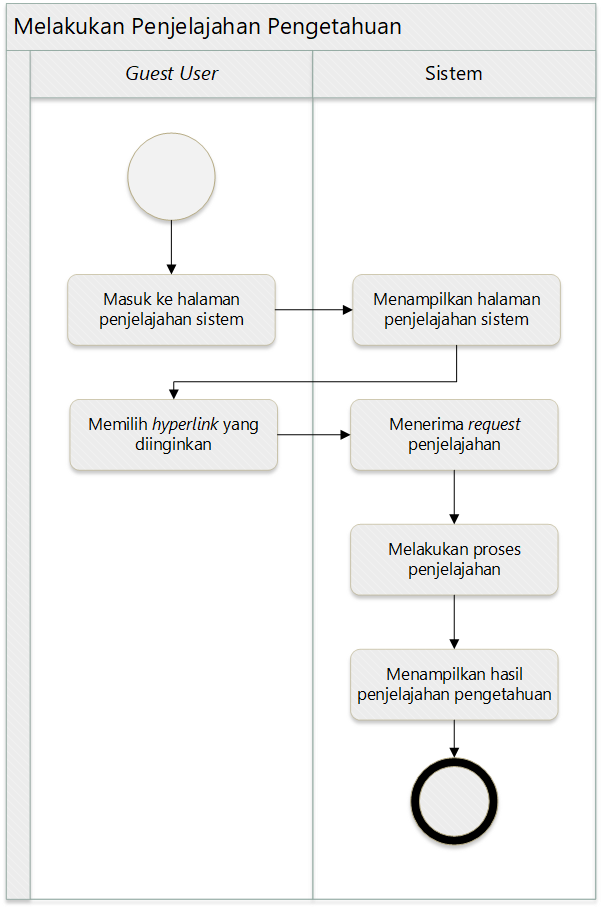 Melakukan Penjelajahan Pengetahuan
Guest User
Sistem
Masuk ke halaman
penjelajahan sistem
Menampilkan halaman
penjelajahan sistem
Memilih hyperlink yang
diinginkan
Menerima request
penjelajahan
Melakukan proses
penjelajahan
Menampilkan hasil
penjelajahan pengetahuan